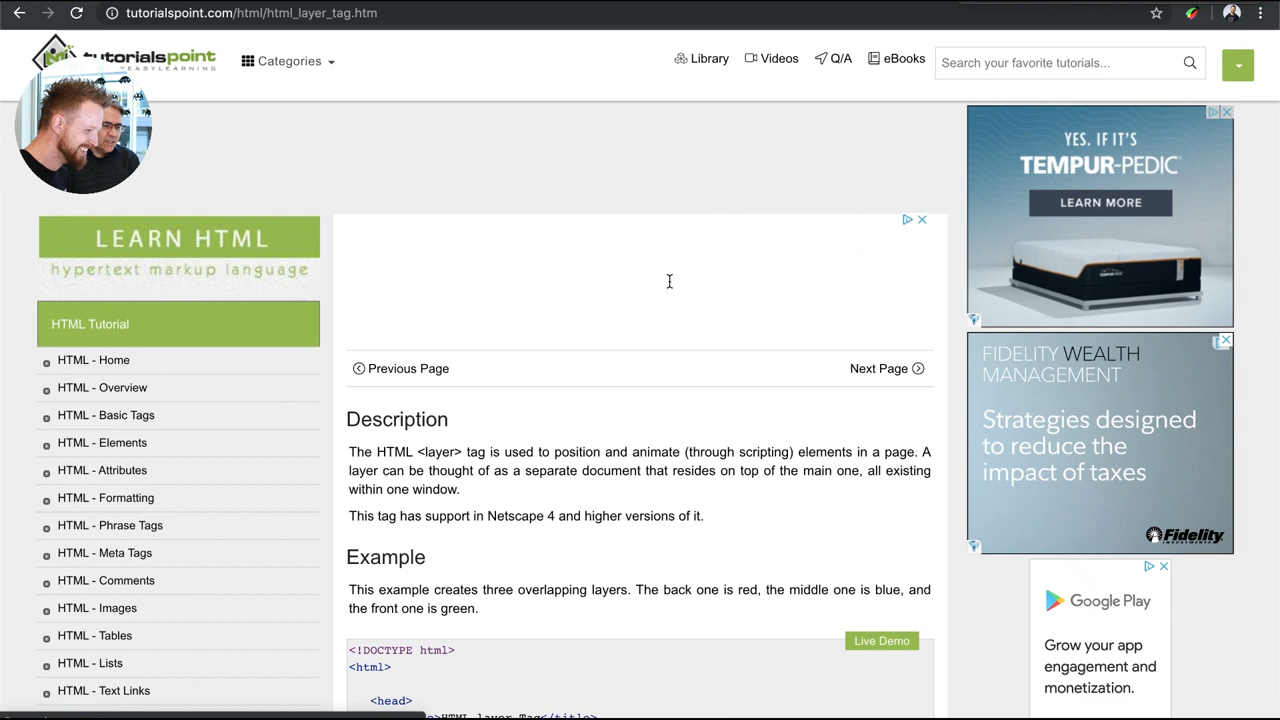 tutorialspoint.com/html/html_layer_tag.htm
tutorialspoint
EASYLEARNING
Categories
Library
Videos
Q/A
eBooks
Search your favorite tutorials...
YES. IF IT'S
TEMPUR-PEDIC
LEARN MORE
LEARN HTML
hypertext markup language
HTML Tutorial
HTML - Home
HTML - Overview
HTML - Basic Tags
HTML - Elements
HTML - Attributes
HTML - Formatting
HTML - Phrase Tags
HTML - Meta Tags
HTML - Comments
HTML - Images
HTML - Tables
HTML - Lists
HTML - Text Links
Previous Page
Next Page
Description
The HTML <layer> tag is used to position and animate (through scripting) elements in a page. A
layer can be thought of as a separate document that resides on top of the main one, all existing
within one window.
This tag has support in Netscape 4 and higher versions of it.
Example
This example creates three overlapping layers. The back one is red, the middle one is blue, and
the front one is green.
Live Demo
<!DOCTYPE html>
<html>
<head>
HTML layer Tag</title>
FIDELITY WEALTH
MANAGEMENT
Strategies designed
to reduce the
impact of taxes
Fidelity
Google Play
Grow your app
engagement and
monetization.